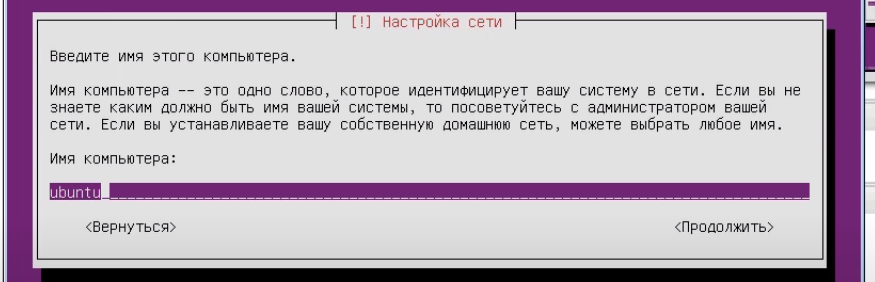 [!] Настройка сети
Введите имя этого компьютера.
Имя компьютера -- это одно слово, которое идентифицирует вашу систему в сети. Если вы не
знаете каким должно быть имя вашей системы, то посоветуйтесь с администратором вашей
сети. Если вы устанавливаете вашу собственную домашнюю сеть, можете выбрать любое имя.
Имя компьютера:
ubuntu
<Вернуться> <Продолжить>